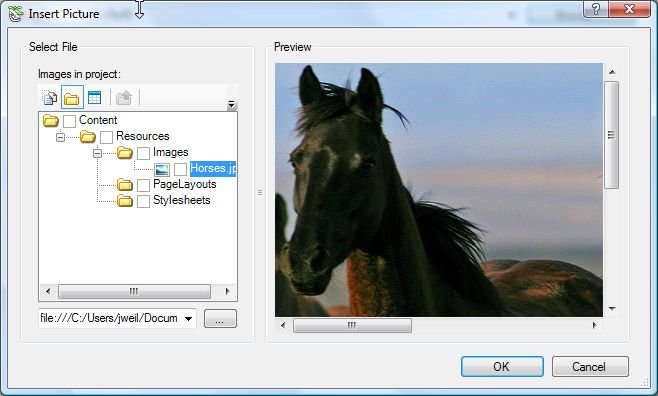 Insert Picture
Select File
Images in project:
Content
Resources
Images
Horses.jp
PageLayouts
Stylesheets
file:///C:/Users/jweil/Docum
...
Preview
OK
Cancel